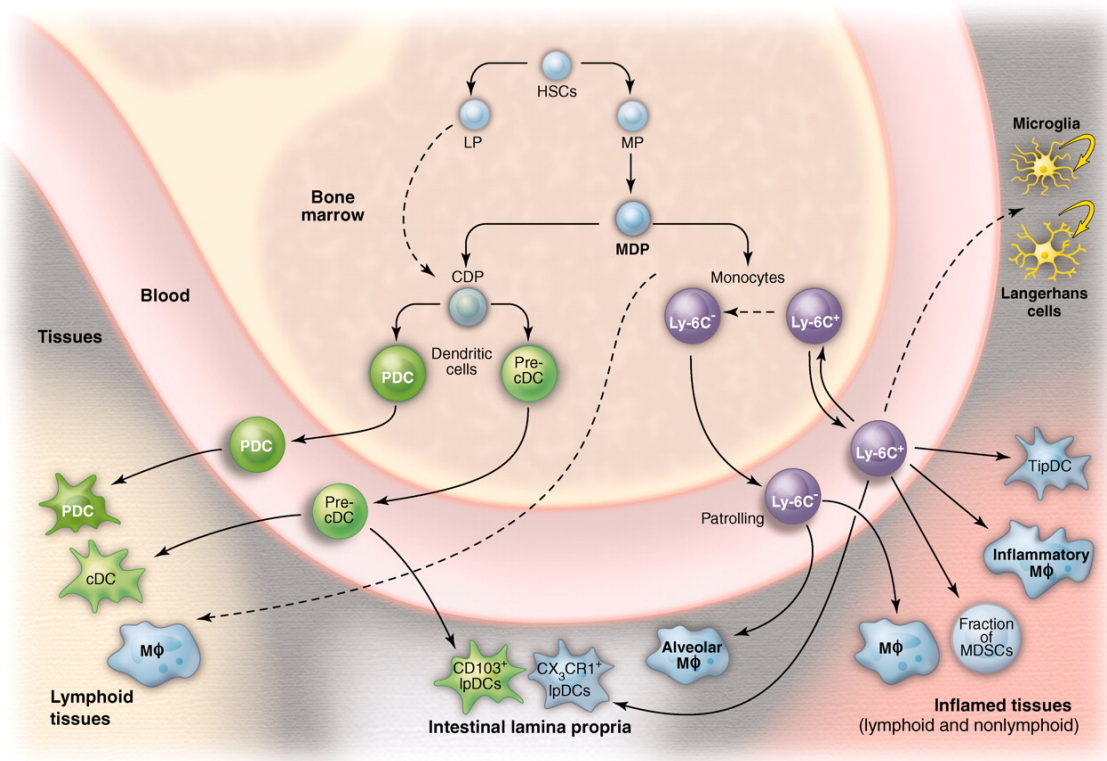 HSCs
LP
MP
Bone
marrow
MDP
CDP
Monocytes
Ly-6C⁻
Ly-6C⁺
Dendritic
cells
PDC
Pre-
cDC
Microglia
Langerhans
cells
Blood
Tissues
PDC
Pre-
cDC
Ly-6C⁺
Ly-6C⁻
Patrolling
PDC
cDC
MΦ
Lymphoid
tissues
CD103⁺
lpDCs
CX₃CR1⁺
lpDCs
Intestinal lamina propria
Alveolar
MΦ
TipDC
Inflammatory
MΦ
Fraction
of
MDSCs
MΦ
Inflamed tissues
(lymphoid and nonlymphoid)